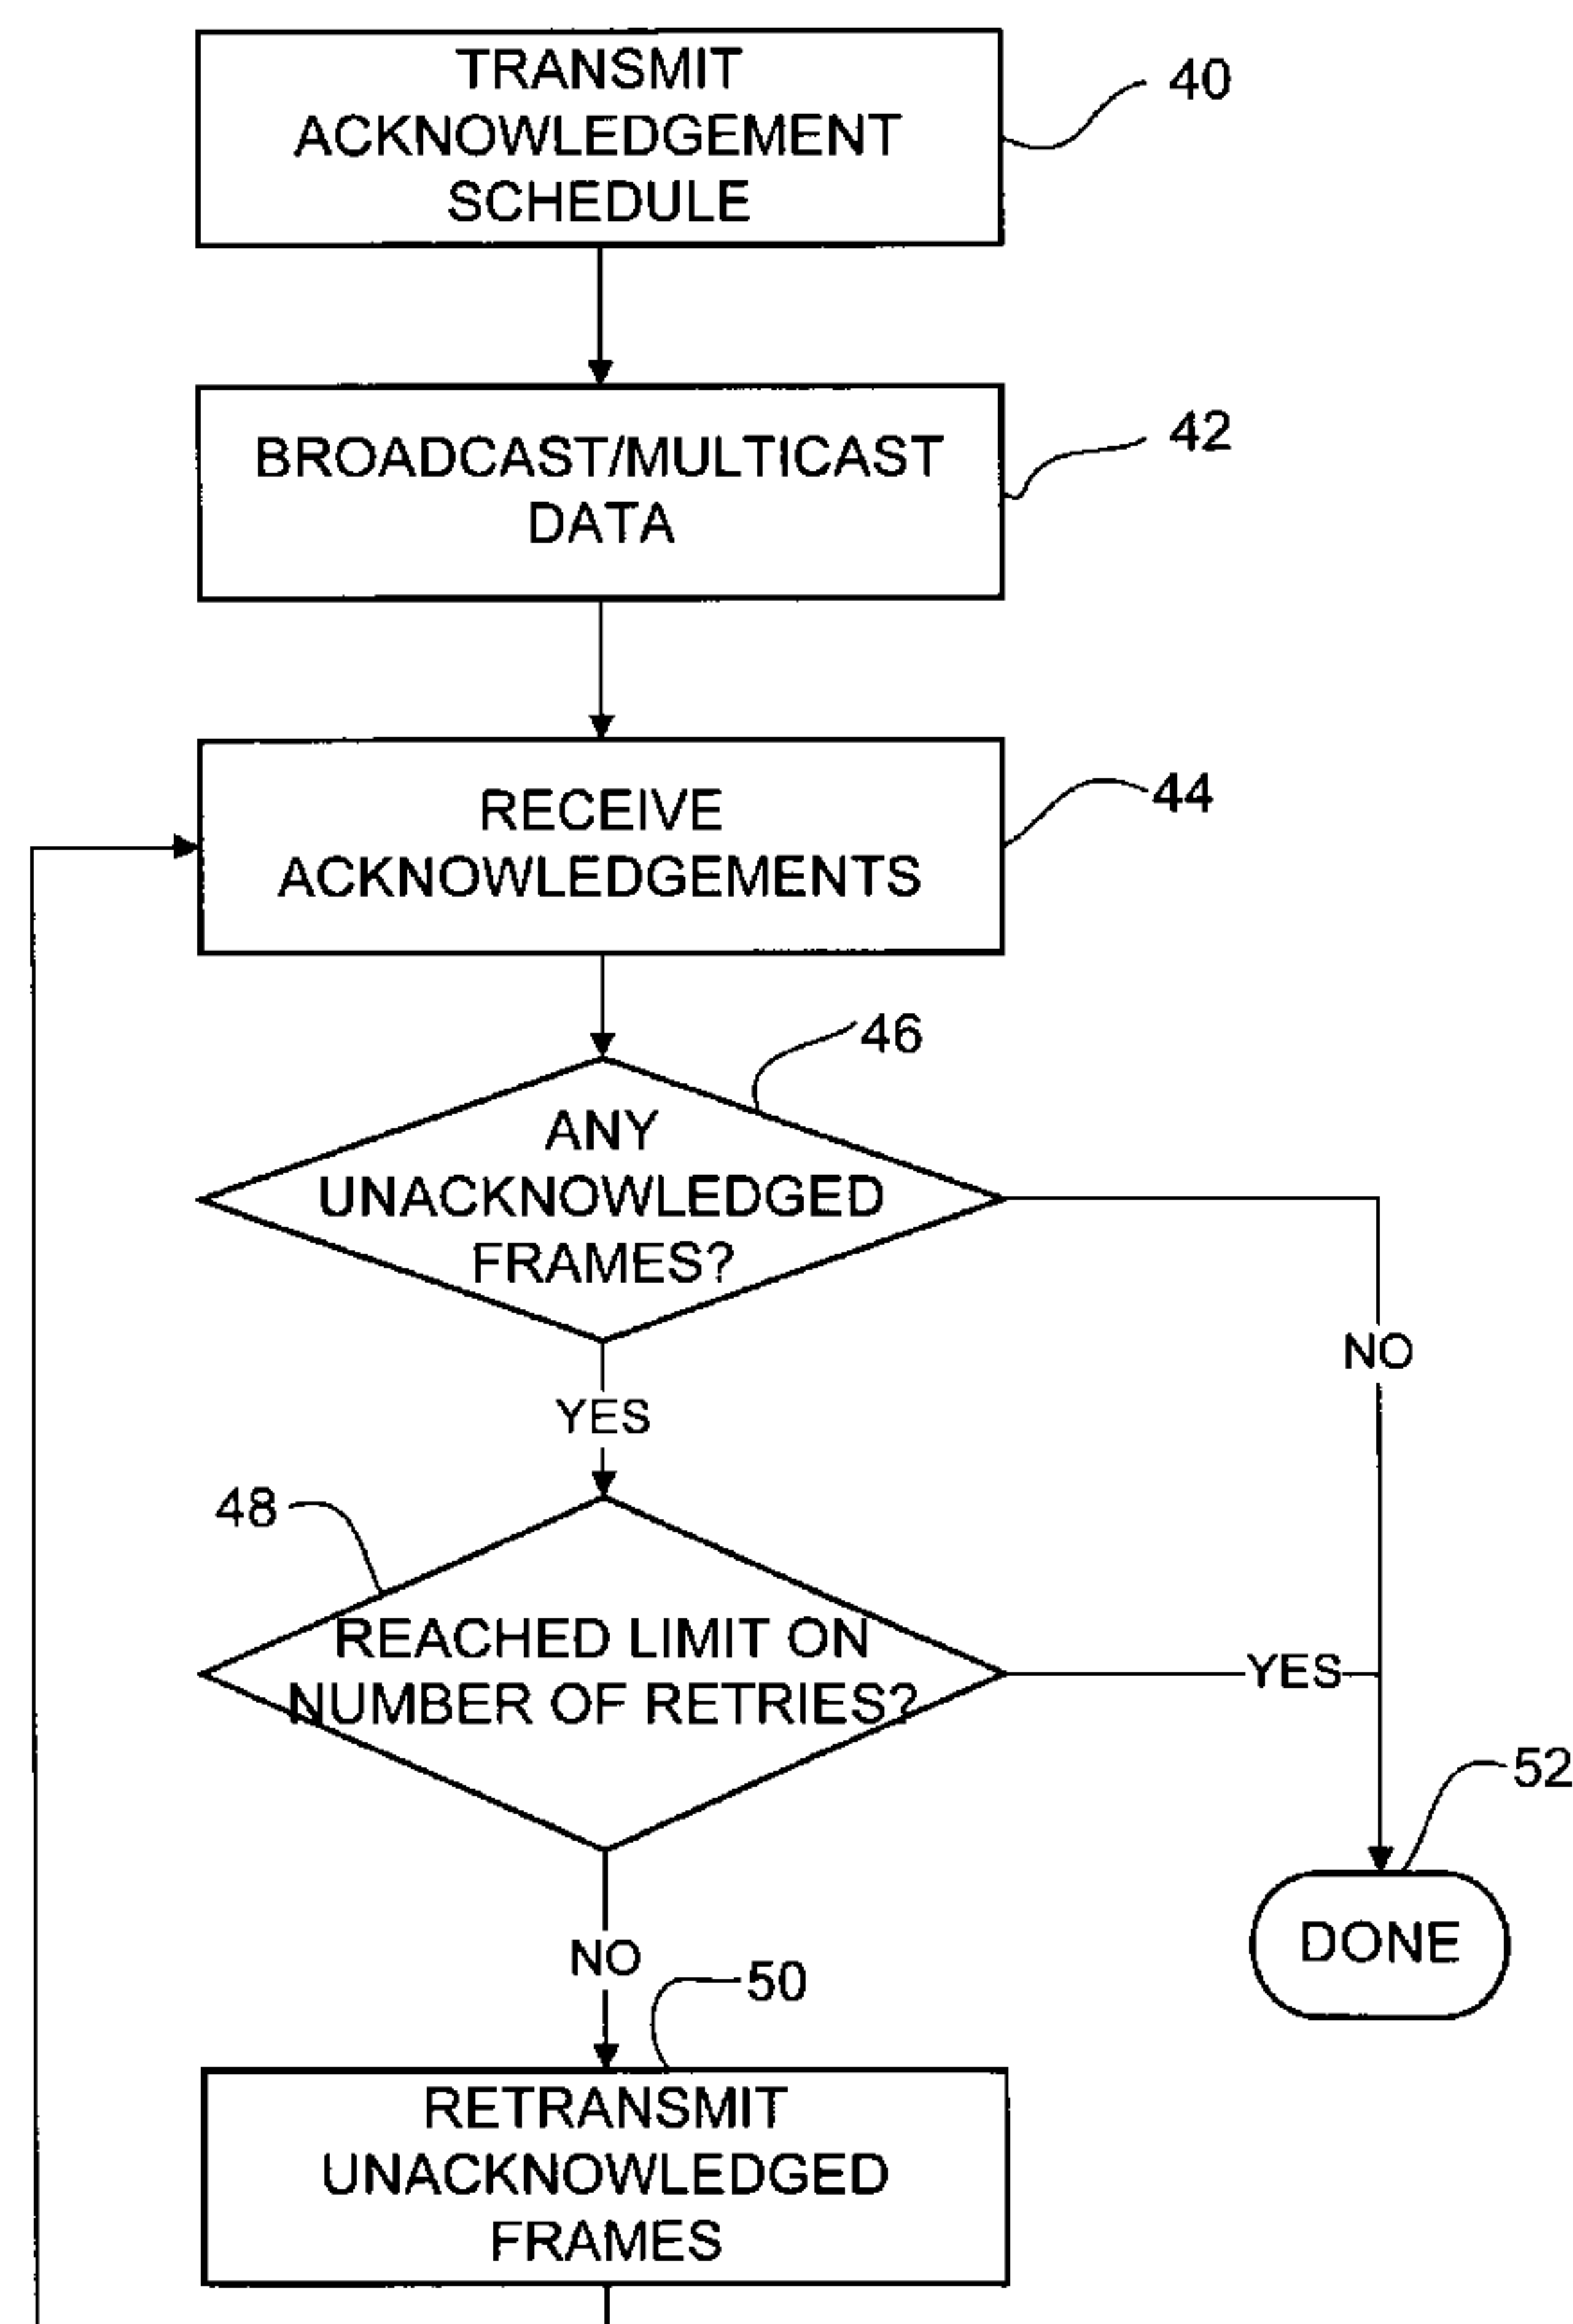 TRANSMIT
ACKNOWLEDGEMENT
SCHEDULE
40
BROADCAST/MULTICAST
DATA
42
RECEIVE
ACKNOWLEDGEMENTS
44
46
ANY
UNACKNOWLEDGED
FRAMES?
NO
YES
48
REACHED LIMIT ON
NUMBER OF RETRIES?
YES
52
DONE
NO
50
RETRANSMIT
UNACKNOWLEDGED
FRAMES